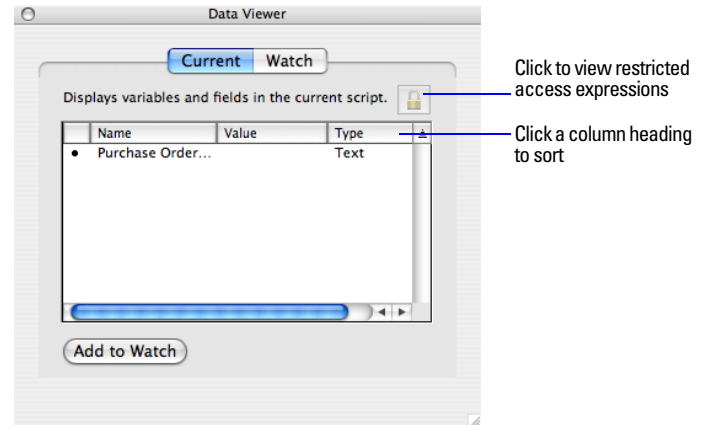 Data Viewer
Current Watch
Displays variables and fields in the current script.
Click to view restricted
access expressions
Name Value Type
Click a column heading
to sort
• Purchase Order... Text
Add to Watch